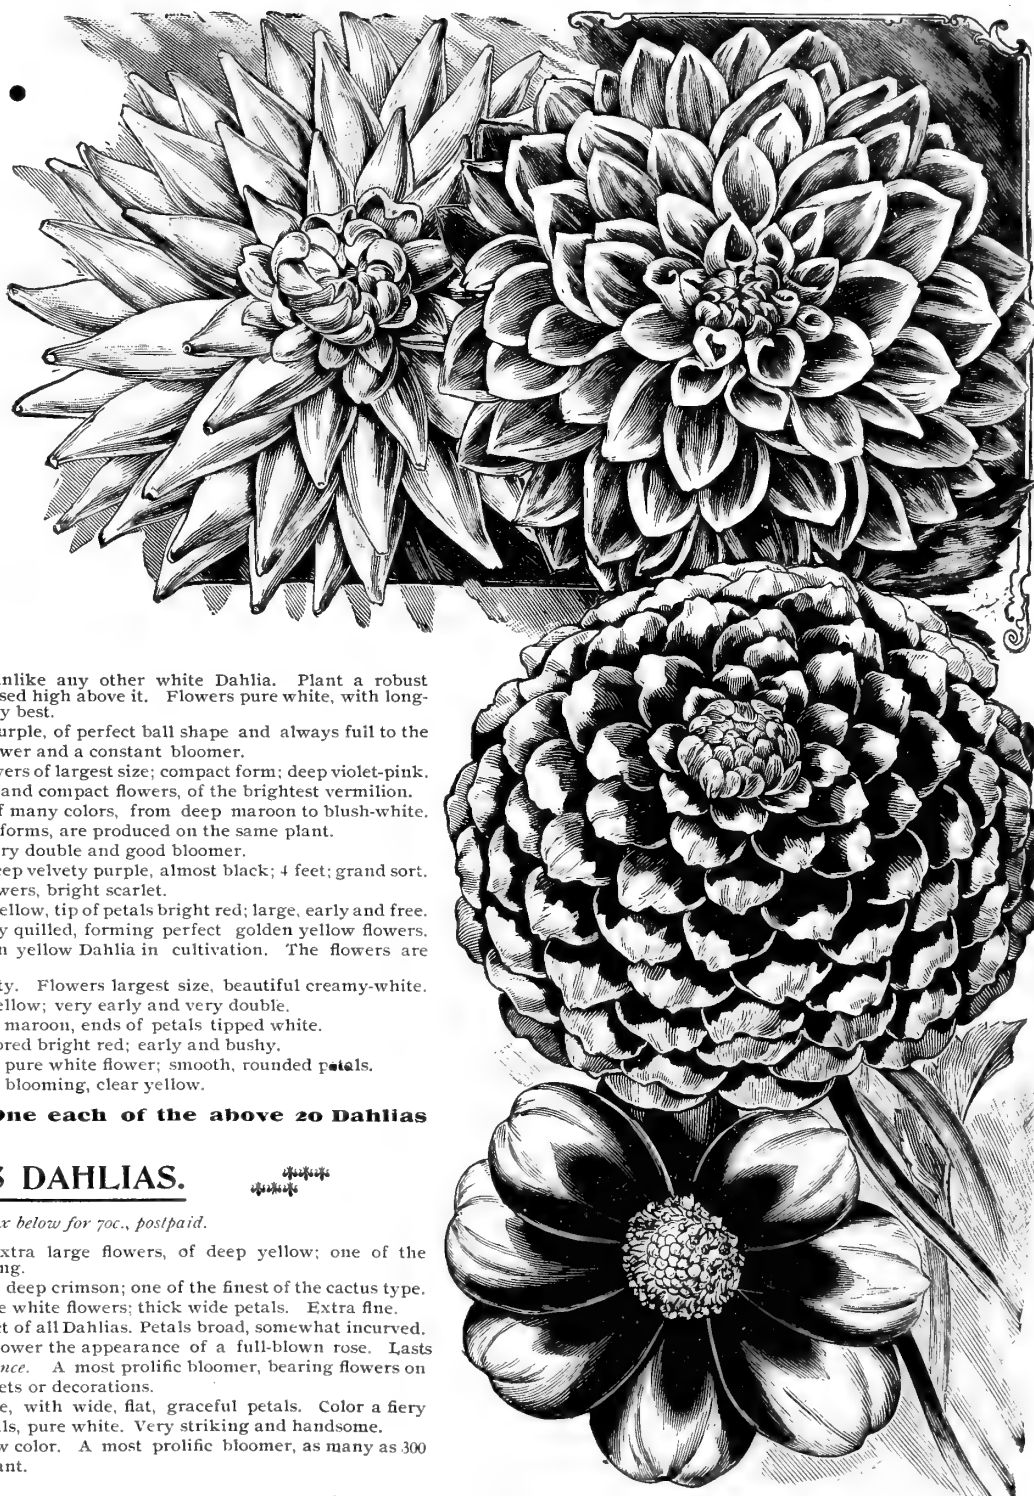 nlike any other white Dahlia. Plant a robust
sed high above it. Flowers pure white, with long-
y best.
urple, of perfect ball shape and always full to the
wer and a constant bloomer.
vers of largest size; compact form; deep violet-pink.
and compact flowers, of the brightest vermilion.
f many colors, from deep maroon to blush-white.
forms, are produced on the same plant.
ry double and good bloomer.
eep velvety purple, almost black; 4 feet; grand sort.
wers, bright scarlet.
ellow, tip of petals bright red; large, early and free.
y quilled, forming perfect golden yellow flowers.
n yellow Dahlia in cultivation. The flowers are
ty. Flowers largest size, beautiful creamy-white.
ellow; very early and very double.
maroon, ends of petals tipped white.
ored bright red; early and bushy.
pure white flower; smooth, rounded petals.
blooming, clear yellow.
One each of the above 20 Dahlias
S DAHLIAS.
x below for 70c., postpaid.
xtra large flowers, of deep yellow; one of the
ng.
deep crimson; one of the finest of the cactus type.
e white flowers; thick wide petals. Extra fine.
ct of all Dahlias. Petals broad, somewhat incurved.
ower the appearance of a full-blown rose. Lasts
nce. A most prolific bloomer, bearing flowers on
ets or decorations.
e, with wide, flat, graceful petals. Color a fiery
ls, pure white. Very striking and handsome.
w color. A most prolific bloomer, as many as 300
ant.